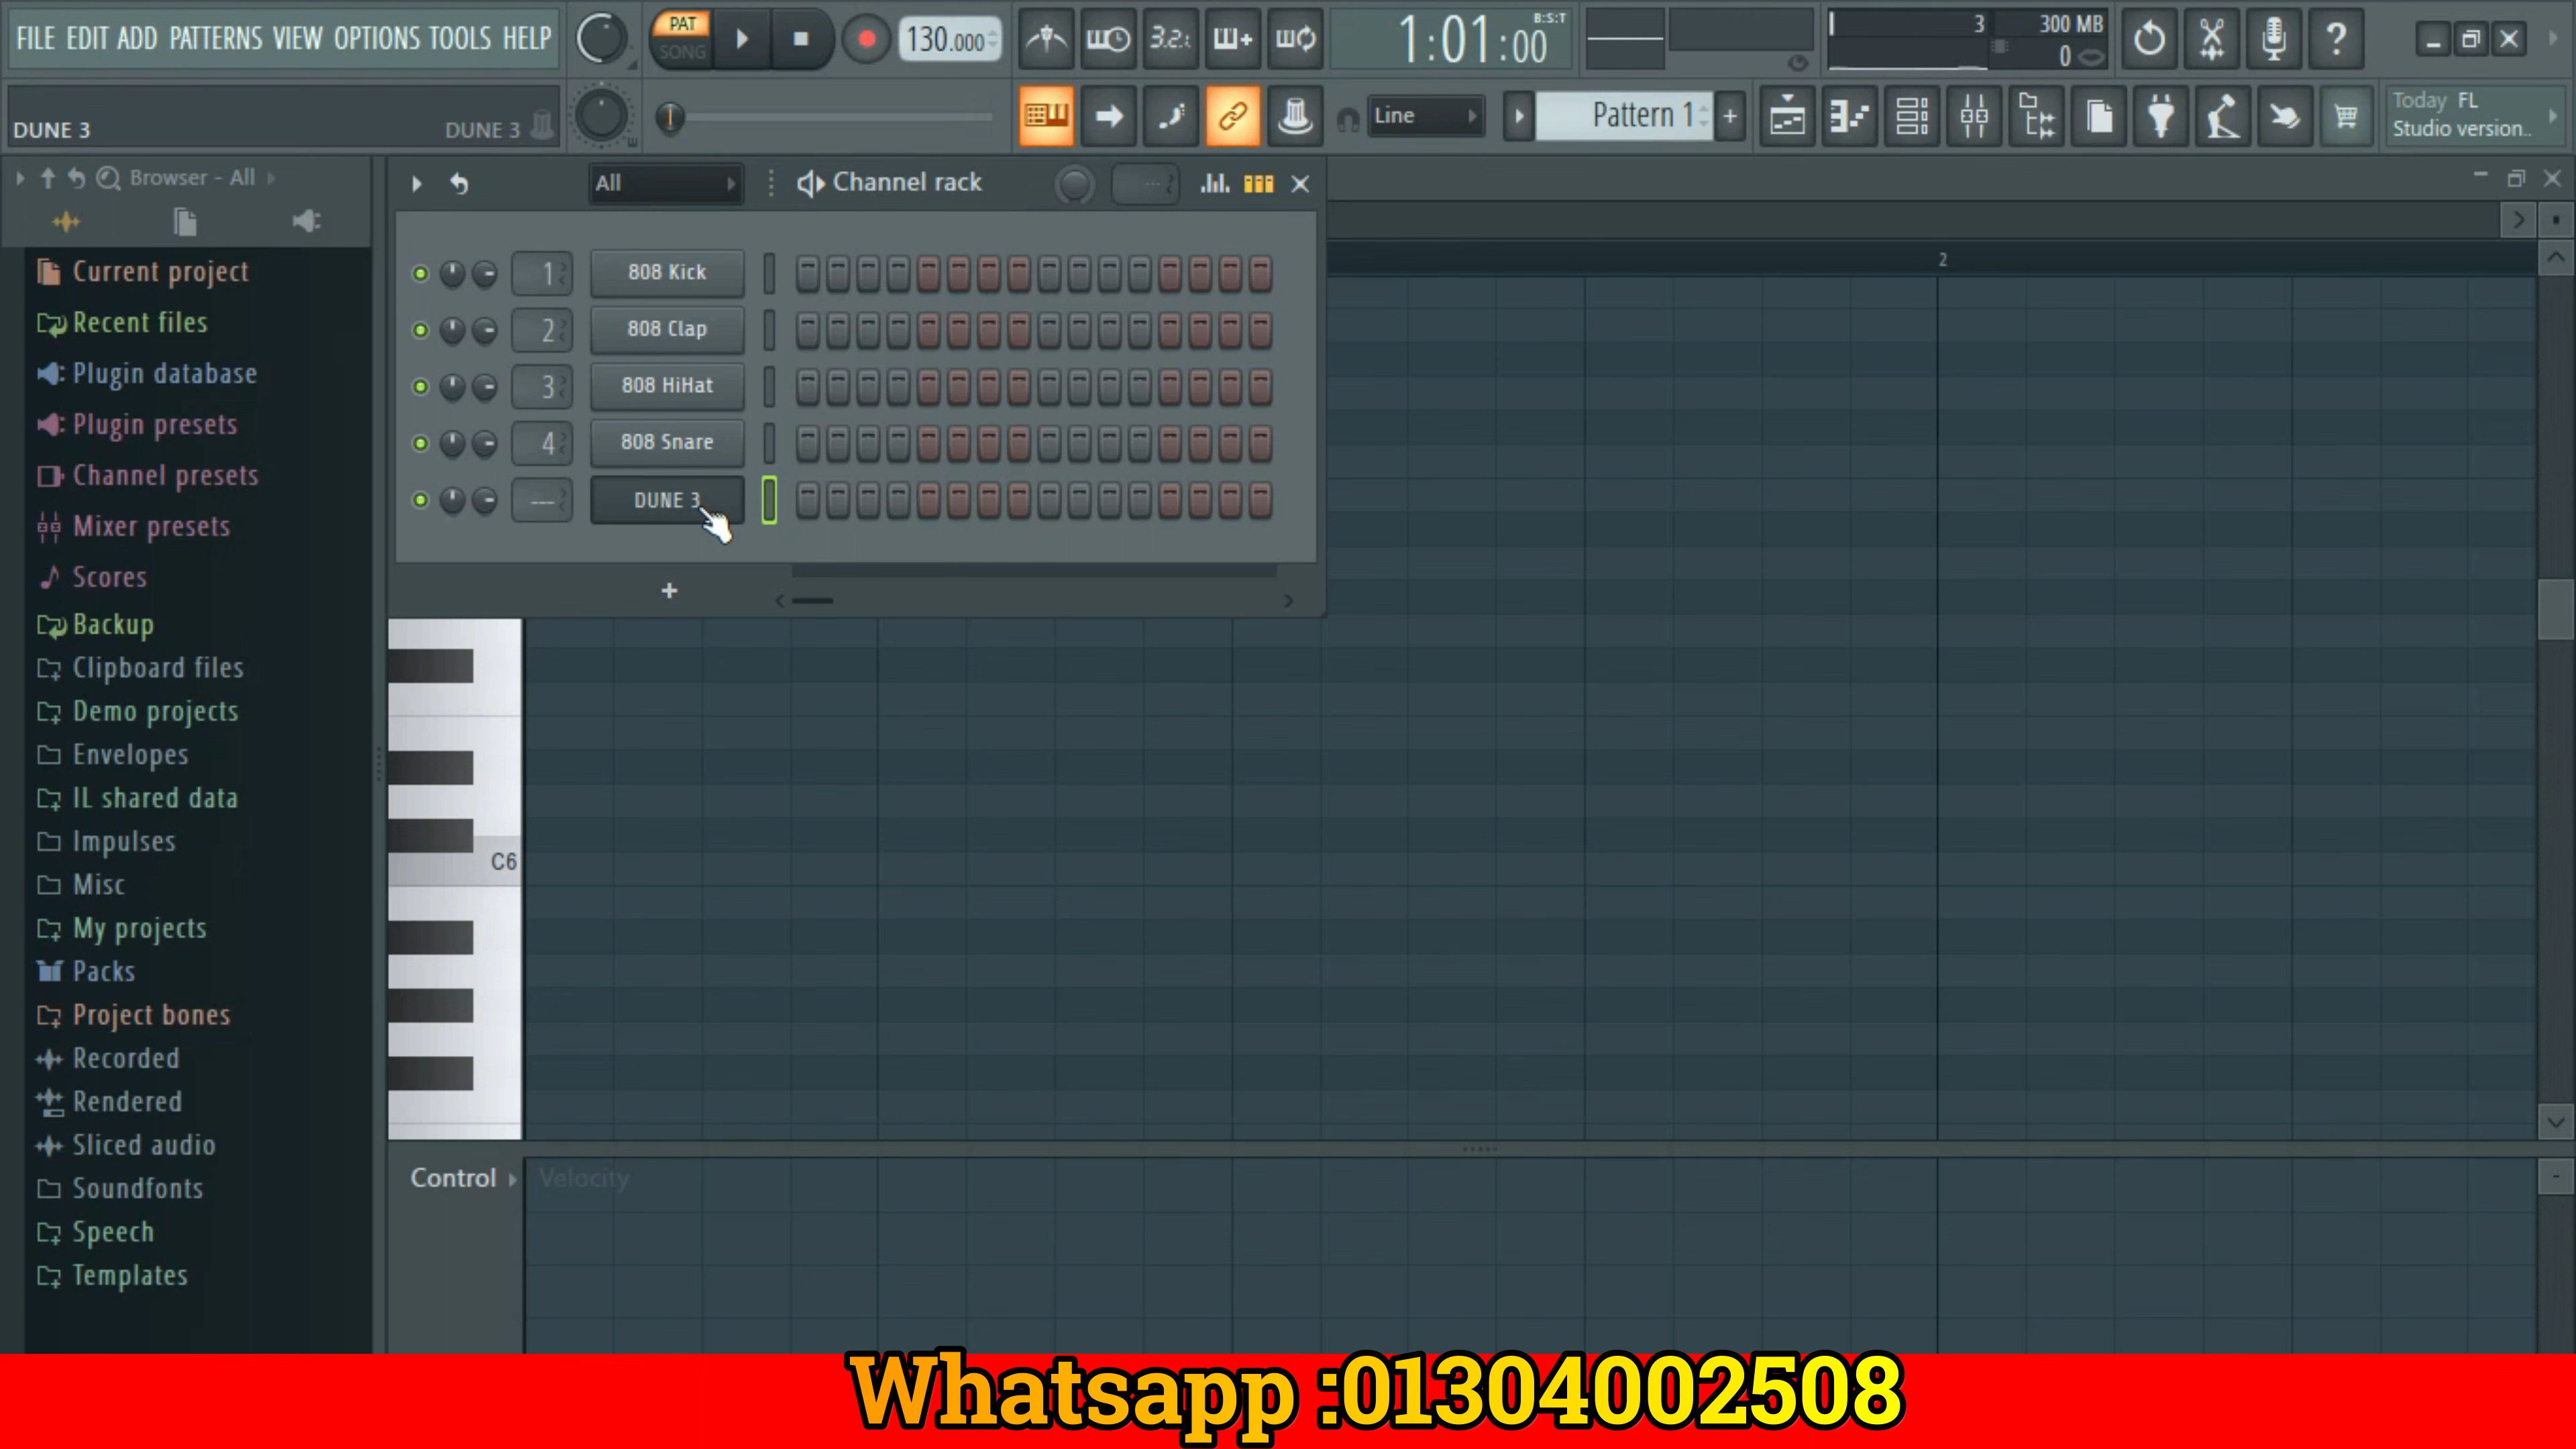 FILE EDIT ADD PATTERNS VIEW OPTIONS TOOLS HELP
PAT
SONG
130.000
3.2.
1:01:00
B:S:T
3
300 MB
0
DUNE 3
DUNE 3
Line
Pattern 1
Today FL
Studio version..
Browser - All
All
Channel rack
Current project
Recent files
Plugin database
Plugin presets
Channel presets
Mixer presets
Scores
Backup
Clipboard files
Demo projects
Envelopes
IL shared data
Impulses
Misc
My projects
Packs
Project bones
Recorded
Rendered
Sliced audio
Soundfonts
Speech
Templates
1 808 Kick
2 808 Clap
3 808 HiHat
4 808 Snare
--- DUNE 3
2
C6
Control
Velocity
Whatsapp :01304002508